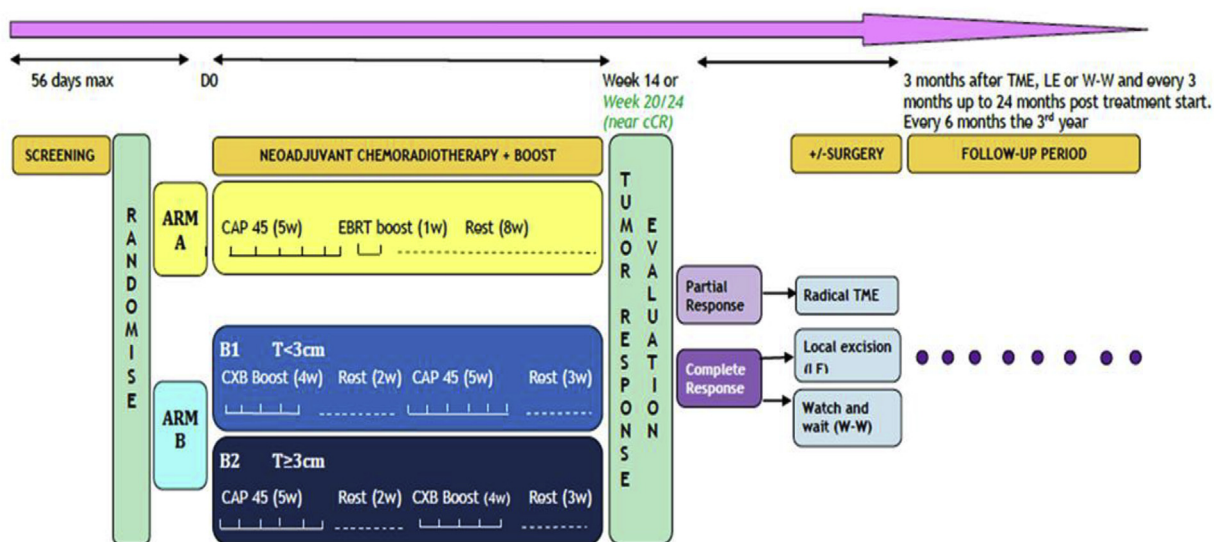 56 days max
D0
Week 14 or
Week 20/24
(near cCR)
3 months after TME, LE or W-W and every 3
months up to 24 months post treatment start.
Every 6 months the 3rd year
SCREENING
NEOADJUVANT CHEMORADIOTHERAPY + BOOST
+/-SURGERY
FOLLOW-UP PERIOD
RANDOMISE
ARM
A
CAP 45 (5w) EBRT boost (1w) Rest (8w)
ARM
B
B1 T<3cm
CXB Boost (4w) Rest (2w) CAP 45 (5w) Rest (3w)
B2 T≥3cm
CAP 45 (5w) Rest (2w) CXB Boost (4w) Rest (3w)
TUMOR RESPONSE
EVALUATION
Partial
Response
Radical TME
Complete
Response
Local excision
(LE)
Watch and
wait (W-W)